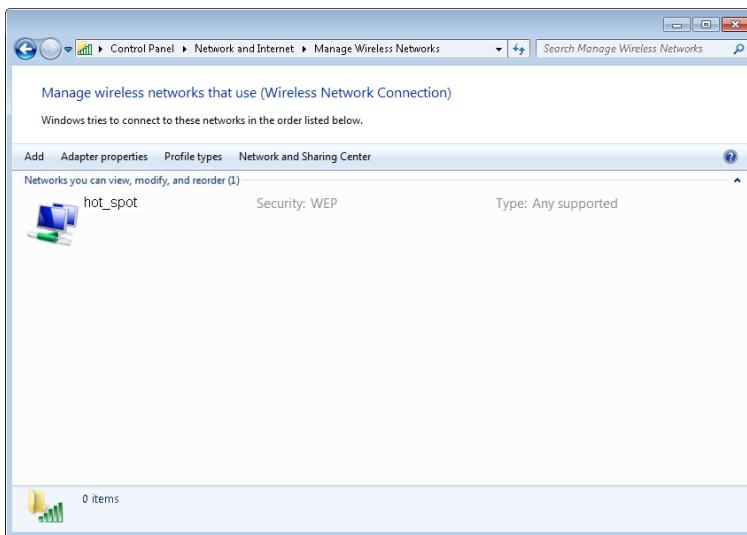 Control Panel Network and Internet Manage Wireless Networks Search Manage Wireless Networks
Manage wireless networks that use (Wireless Network Connection)
Windows tries to connect to these networks in the order listed below.
Add Adapter properties Profile types Network and Sharing Center
Networks you can view, modify, and reorder (1)
hot_spot Security: WEP Type: Any supported
0 items